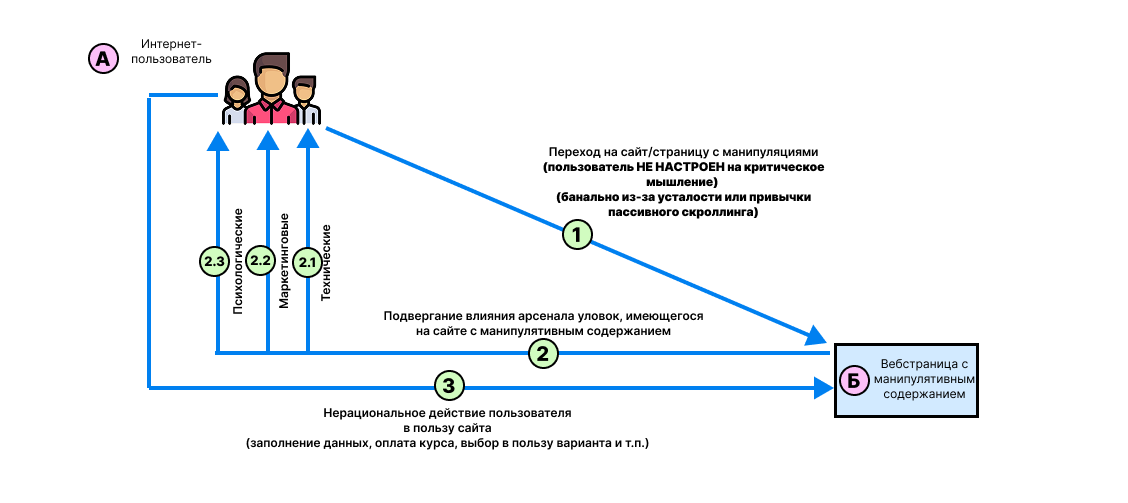 А
Интернет-
пользователь
Переход на сайт/страницу с манипуляциями
(пользователь НЕ НАСТРОЕН на критическое
мышление)
(банально из-за усталости или привычки
пассивного скроллинга)
1
2.3
Психологические
2.2
Маркетинговые
2.1
Технические
Подвергание влияния арсенала уловок, имеющегося
на сайте с манипулятивным содержанием
2
Б
Вебстраница с
манипулятивным
содержанием
3
Нерациональное действие пользователя
в пользу сайта
(заполнение данных, оплата курса, выбор в пользу варианта и т.п.)